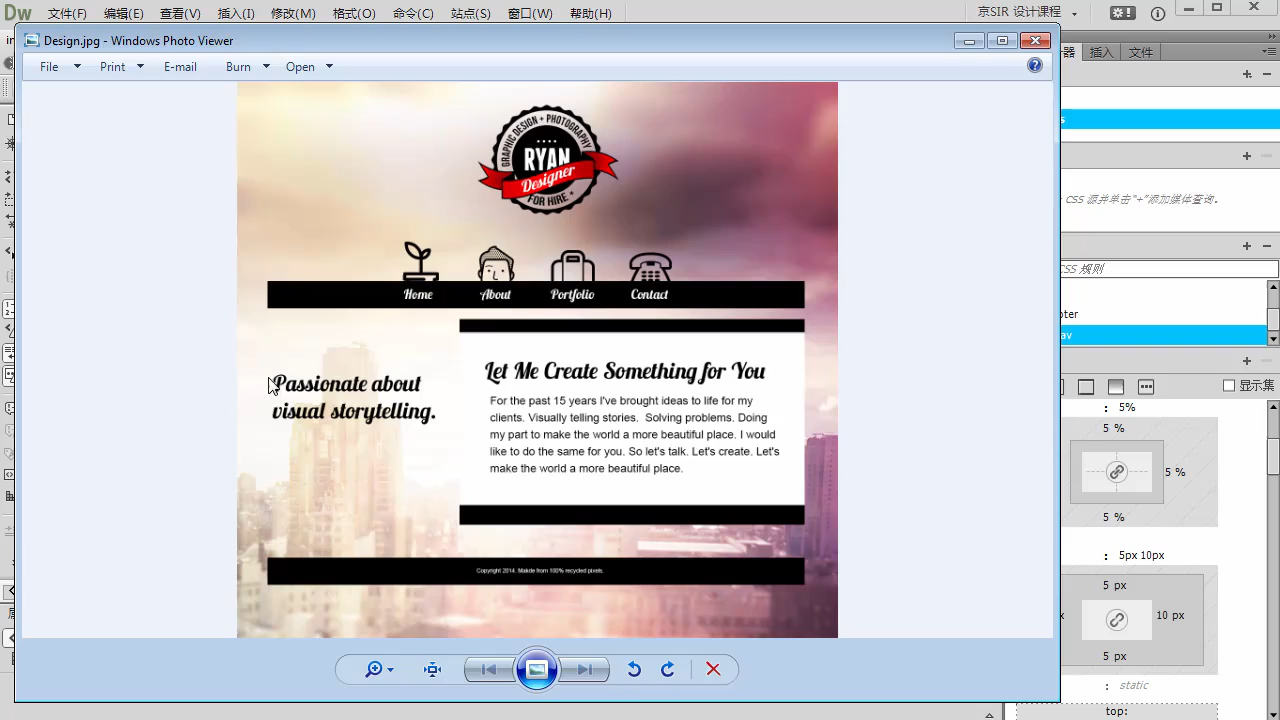 Dw 文件(F) 编辑(E) 查看(V) 插入(I) 修改(M) 格式(O) 命令(C) 站点(S) 窗口(W) 帮助(H) 京SIR 设计器
Design.jpg - Windows Photo Viewer
File Print E-mail Burn Open
器 插入 文件
GRAPHIC DESIGN + PHOTOGRAPHY
RYAN
Designer
FOR HIRE
CSS 源并单击"+"添加媒体查询。
CSS 规则
Home About Portfolio Contact
oter
av
显示集
Passionate about
visual storytelling.
Let Me Create Something for You
For the past 15 years I've brought ideas to life for my
clients. Visually telling stories. Solving problems. Doing
my part to make the world a more beautiful place. I would
like to do the same for you. So let's talk. Let's create. Let's
make the world a more beautiful place.
: 5%
5 %
5 %
5 %
: 5px 10px
5 px
10 px
5 px
Copyright 2014. Makde from 100% recycled pixels.
: static
top: